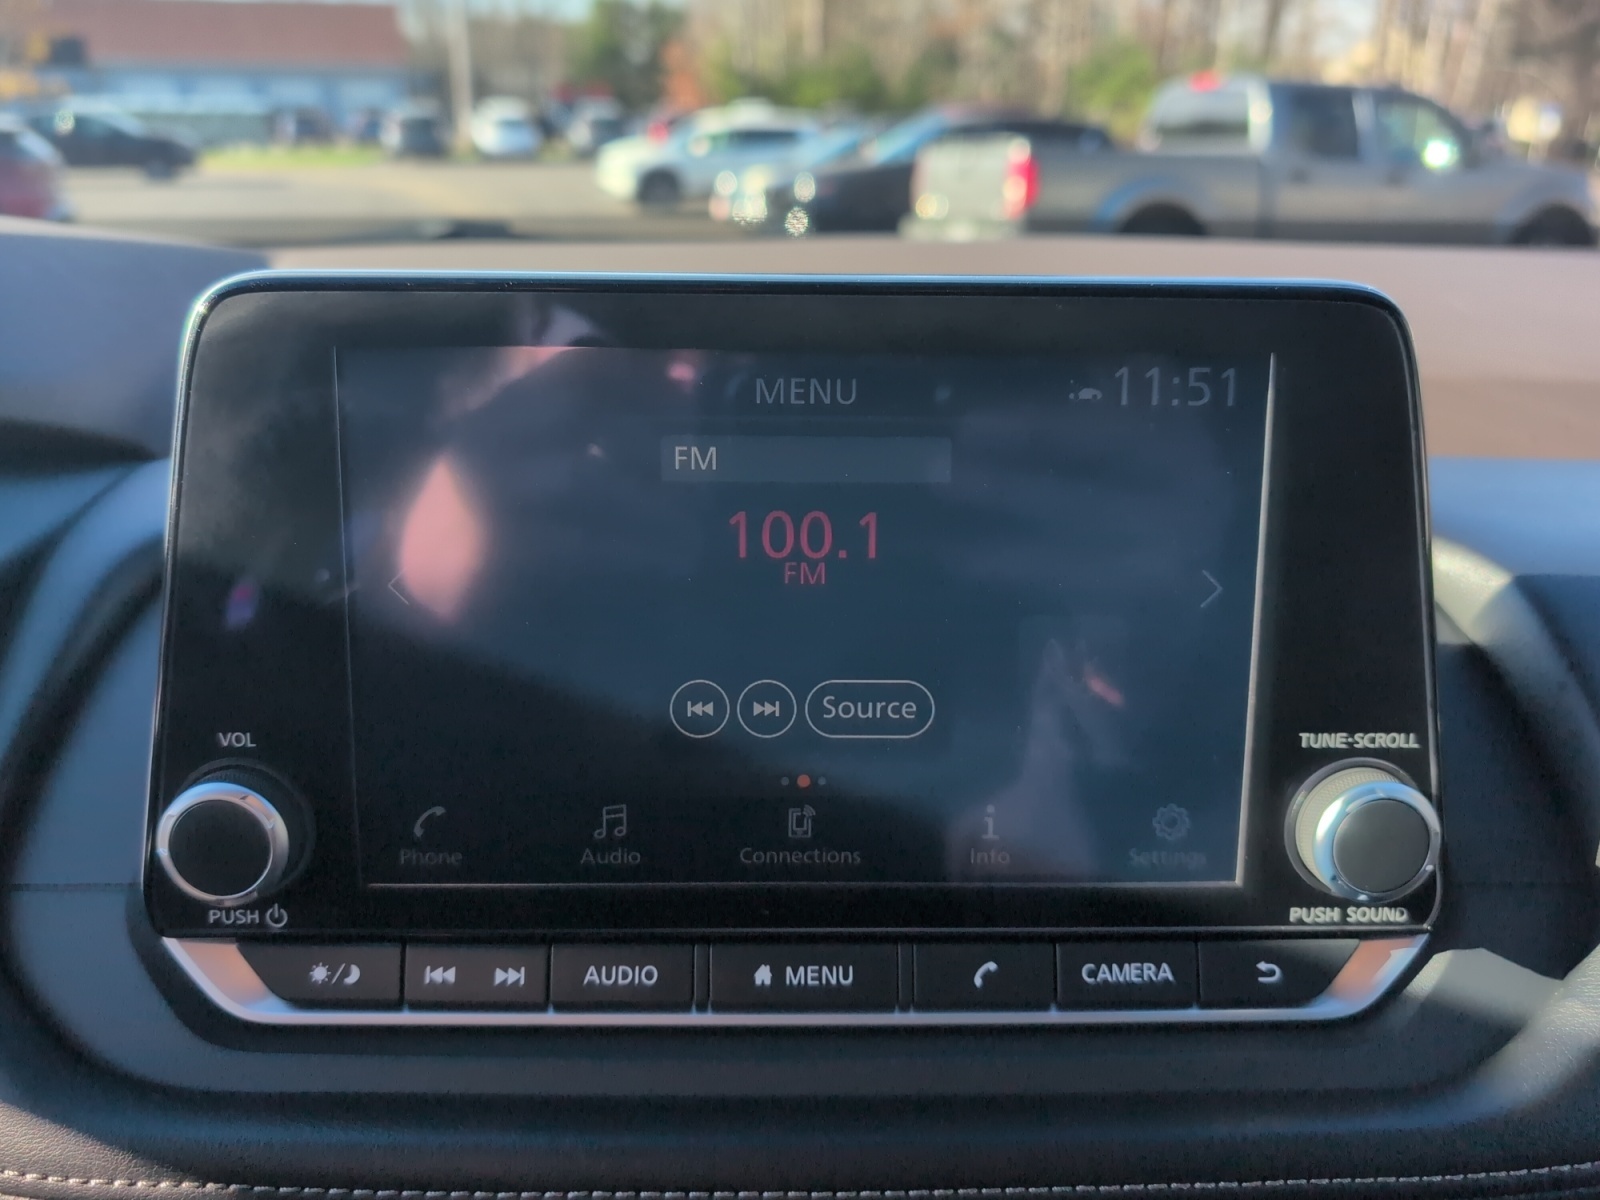 MENU
11:51
FM
100.1
FM
Source
VOL
TUNE-SCROLL
Phone
Audio
Connections
Info
Settings
PUSH
PUSH SOUND
AUDIO
MENU
CAMERA